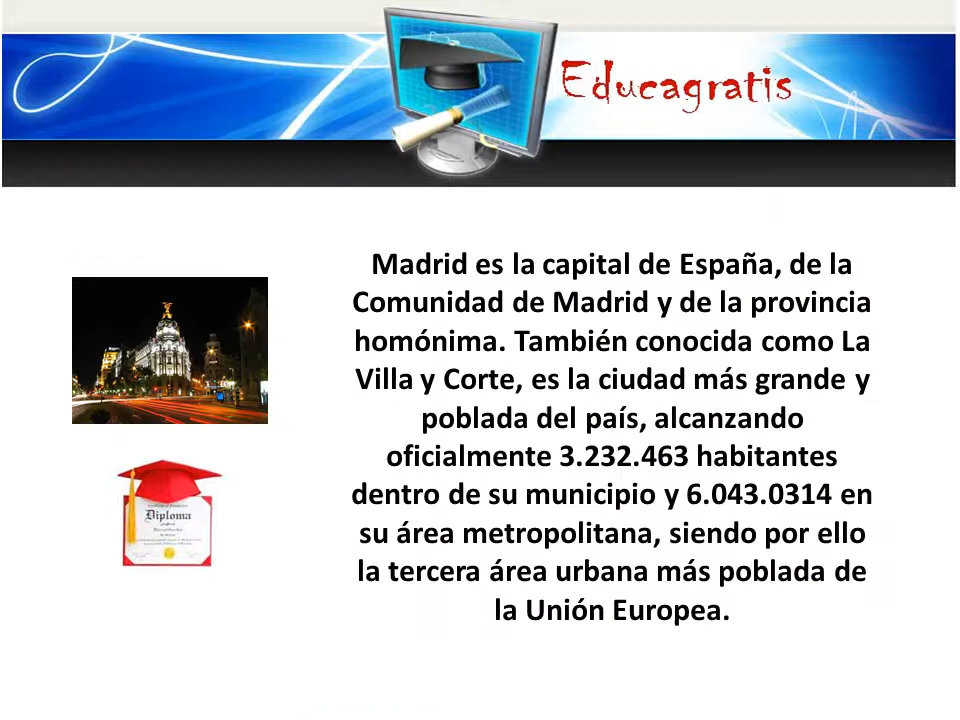 Educagratis
Madrid es la capital de España, de la
Comunidad de Madrid y de la provincia
homónima. También conocida como La
Villa y Corte, es la ciudad más grande y
poblada del país, alcanzando
oficialmente 3.232.463 habitantes
dentro de su municipio y 6.043.0314 en
su área metropolitana, siendo por ello
la tercera área urbana más poblada de
la Unión Europea.
Diploma